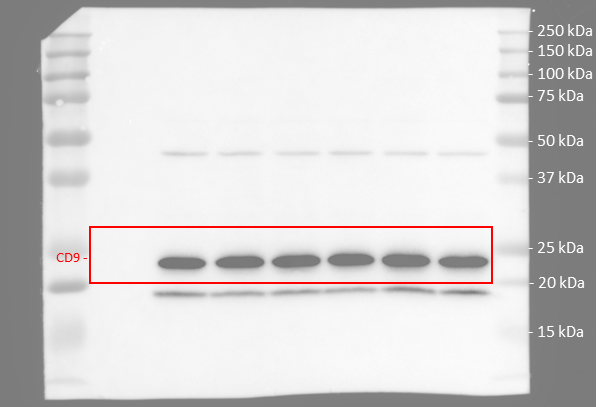 - 250 kDa
- 150 kDa
- 100 kDa
- 75 kDa
- 50 kDa
- 37 kDa
CD9 -
- 25 kDa
- 20 kDa
- 15 kDa